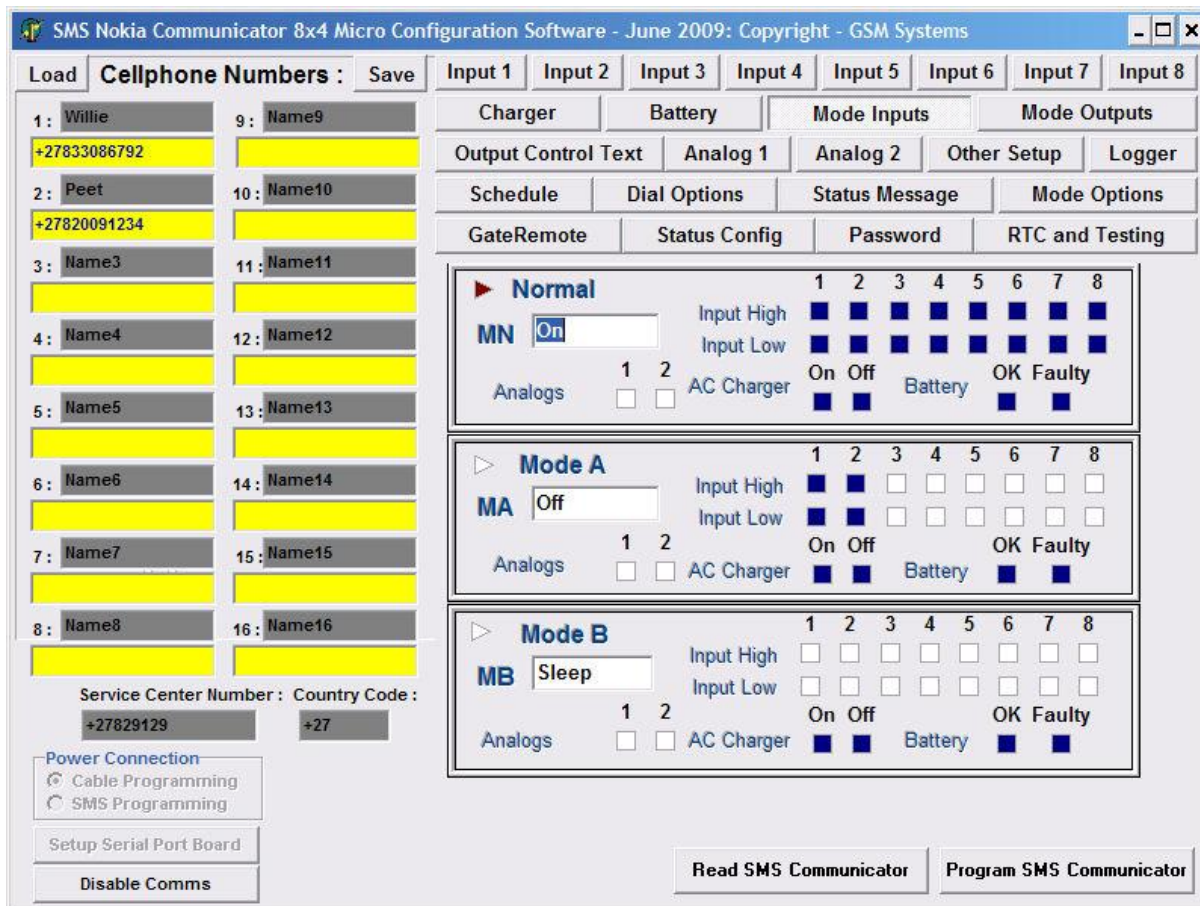 SMS Nokia Communicator 8x4 Micro Configuration Software - June 2009: Copyright - GSM Systems
Load Cellphone Numbers : Save
1 : Willie
+27833086792
2 : Peet
+27820091234
3 : Name3
4 : Name4
5 : Name5
6 : Name6
7 : Name7
8 : Name8
9 : Name9
10 : Name10
11 : Name11
12 : Name12
13 : Name13
14 : Name14
15 : Name15
16 : Name16
Service Center Number : Country Code :
+27829129 +27
Power Connection
Cable Programming
SMS Programming
Setup Serial Port Board
Disable Comms
Input 1 Input 2 Input 3 Input 4 Input 5 Input 6 Input 7 Input 8
Charger Battery Mode Inputs Mode Outputs
Output Control Text Analog 1 Analog 2 Other Setup Logger
Schedule Dial Options Status Message Mode Options
GateRemote Status Config Password RTC and Testing
Normal 1 2 3 4 5 6 7 8
Input High
MN On
Input Low
1 2 On Off OK Faulty
Analogs AC Charger Battery
Mode A 1 2 3 4 5 6 7 8
Input High
MA Off
Input Low
1 2 On Off OK Faulty
Analogs AC Charger Battery
Mode B 1 2 3 4 5 6 7 8
Input High
MB Sleep
Input Low
1 2 On Off OK Faulty
Analogs AC Charger Battery
Read SMS Communicator Program SMS Communicator